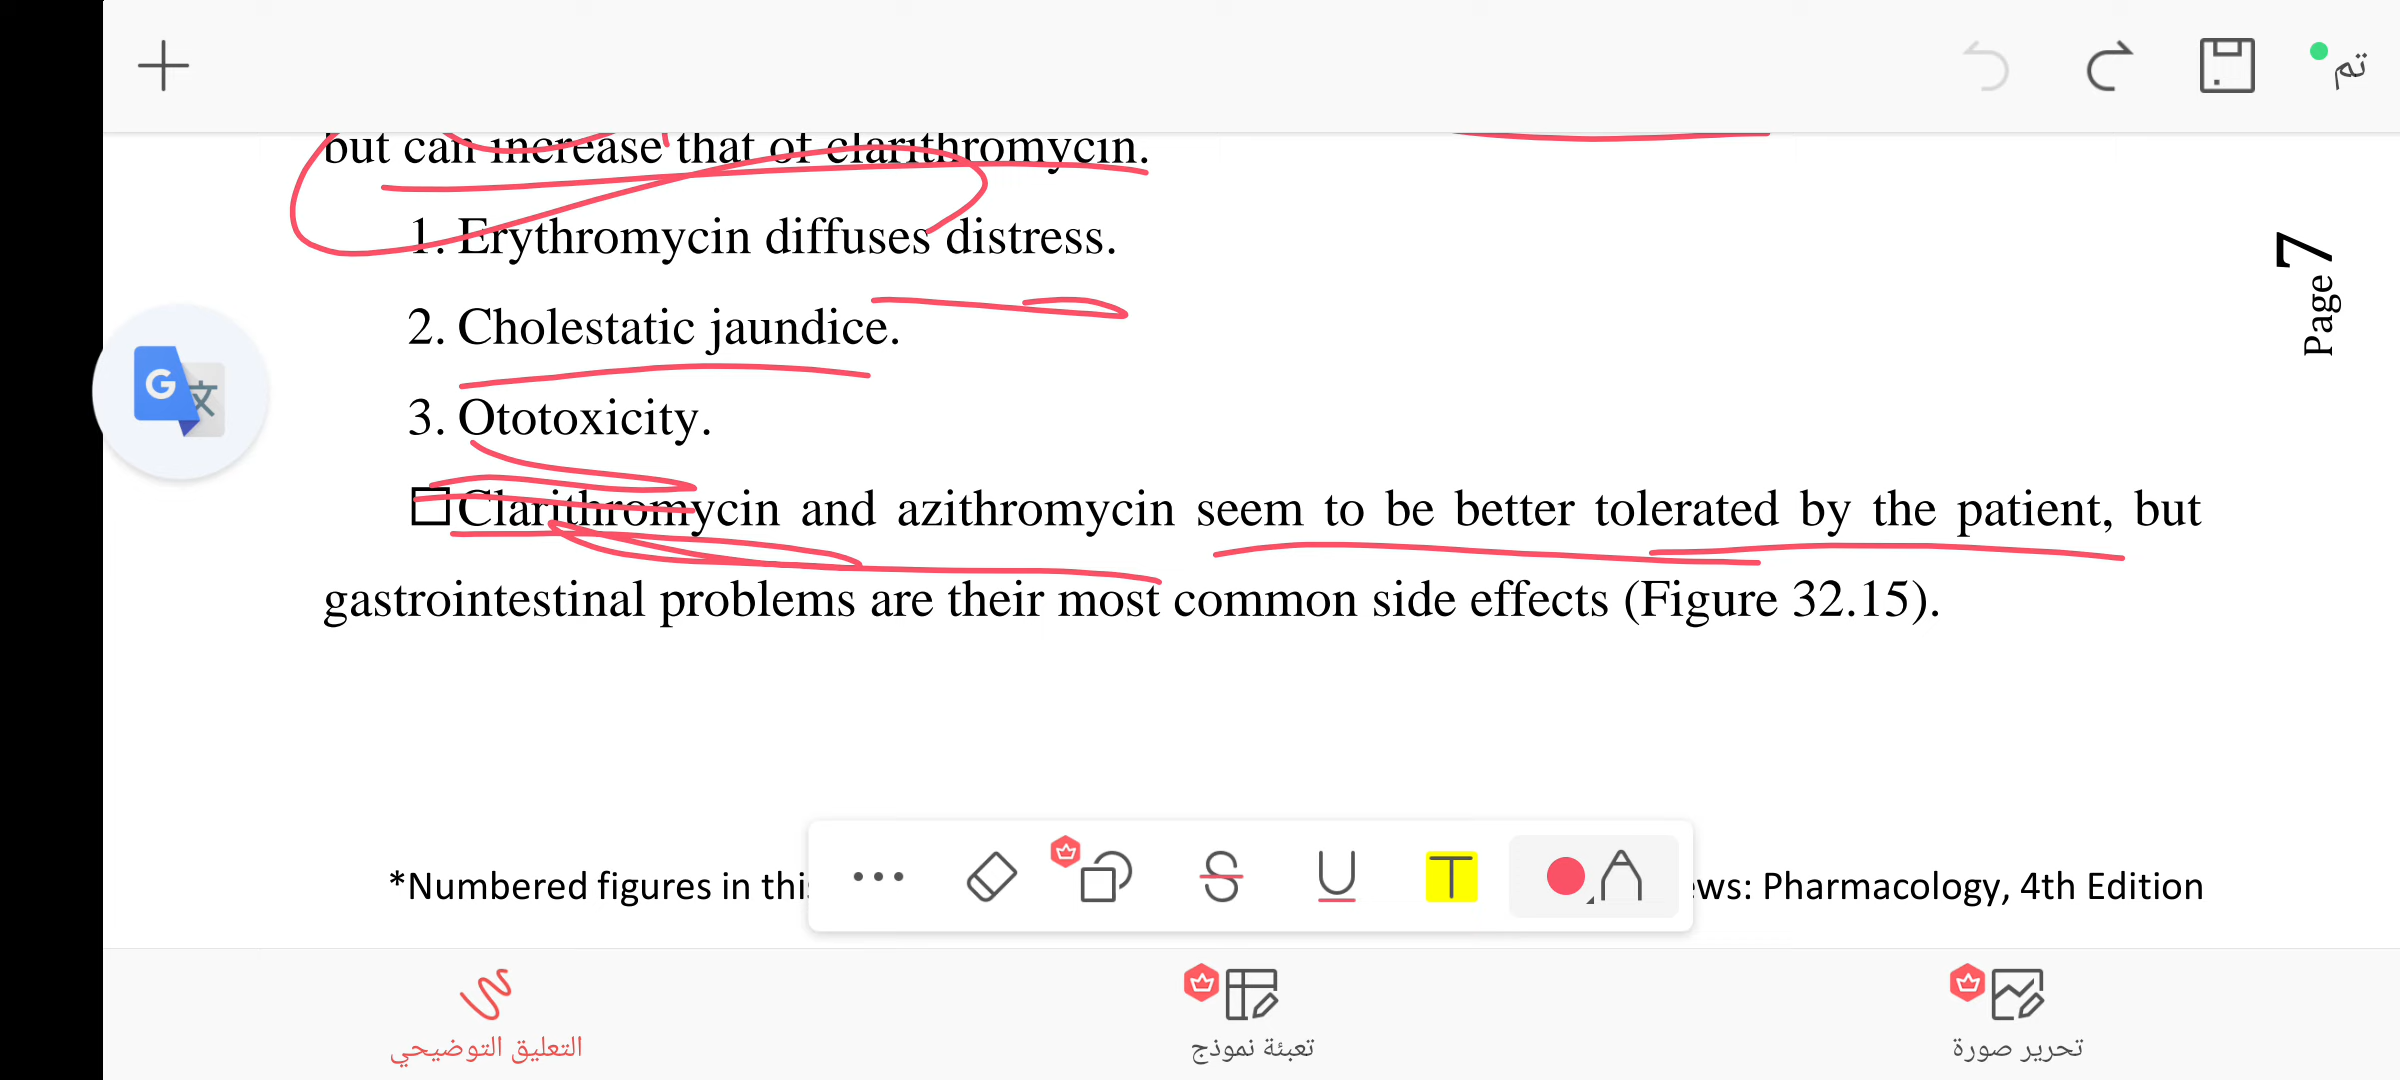 تم
but can increase that of clarithromycin.
1. Erythromycin diffuses distress.
2. Cholestatic jaundice.
3. Ototoxicity.
Clarithromycin and azithromycin seem to be better tolerated by the patient, but
gastrointestinal problems are their most common side effects (Figure 32.15).
Page 7
*Numbered figures in this ws: Pharmacology, 4th Edition
التعليق التوضيحي
تعبئة نموذج
تحرير صورة